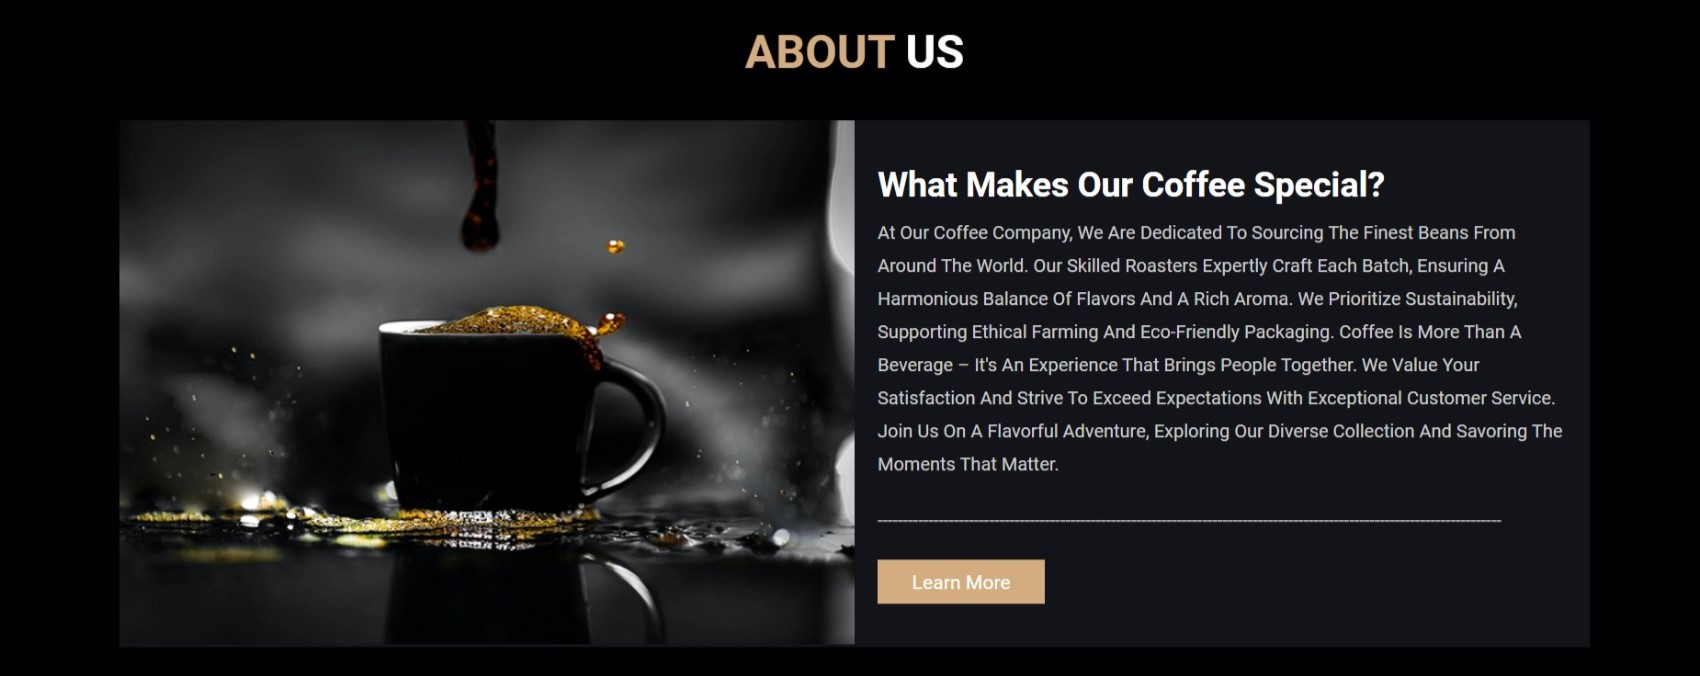 ABOUT US
What Makes Our Coffee Special?
At Our Coffee Company, We Are Dedicated To Sourcing The Finest Beans From
Around The World. Our Skilled Roasters Expertly Craft Each Batch, Ensuring A
Harmonious Balance Of Flavors And A Rich Aroma. We Prioritize Sustainability,
Supporting Ethical Farming And Eco-Friendly Packaging. Coffee Is More Than A
Beverage – It's An Experience That Brings People Together. We Value Your
Satisfaction And Strive To Exceed Expectations With Exceptional Customer Service.
Join Us On A Flavorful Adventure, Exploring Our Diverse Collection And Savoring The
Moments That Matter.
Learn More